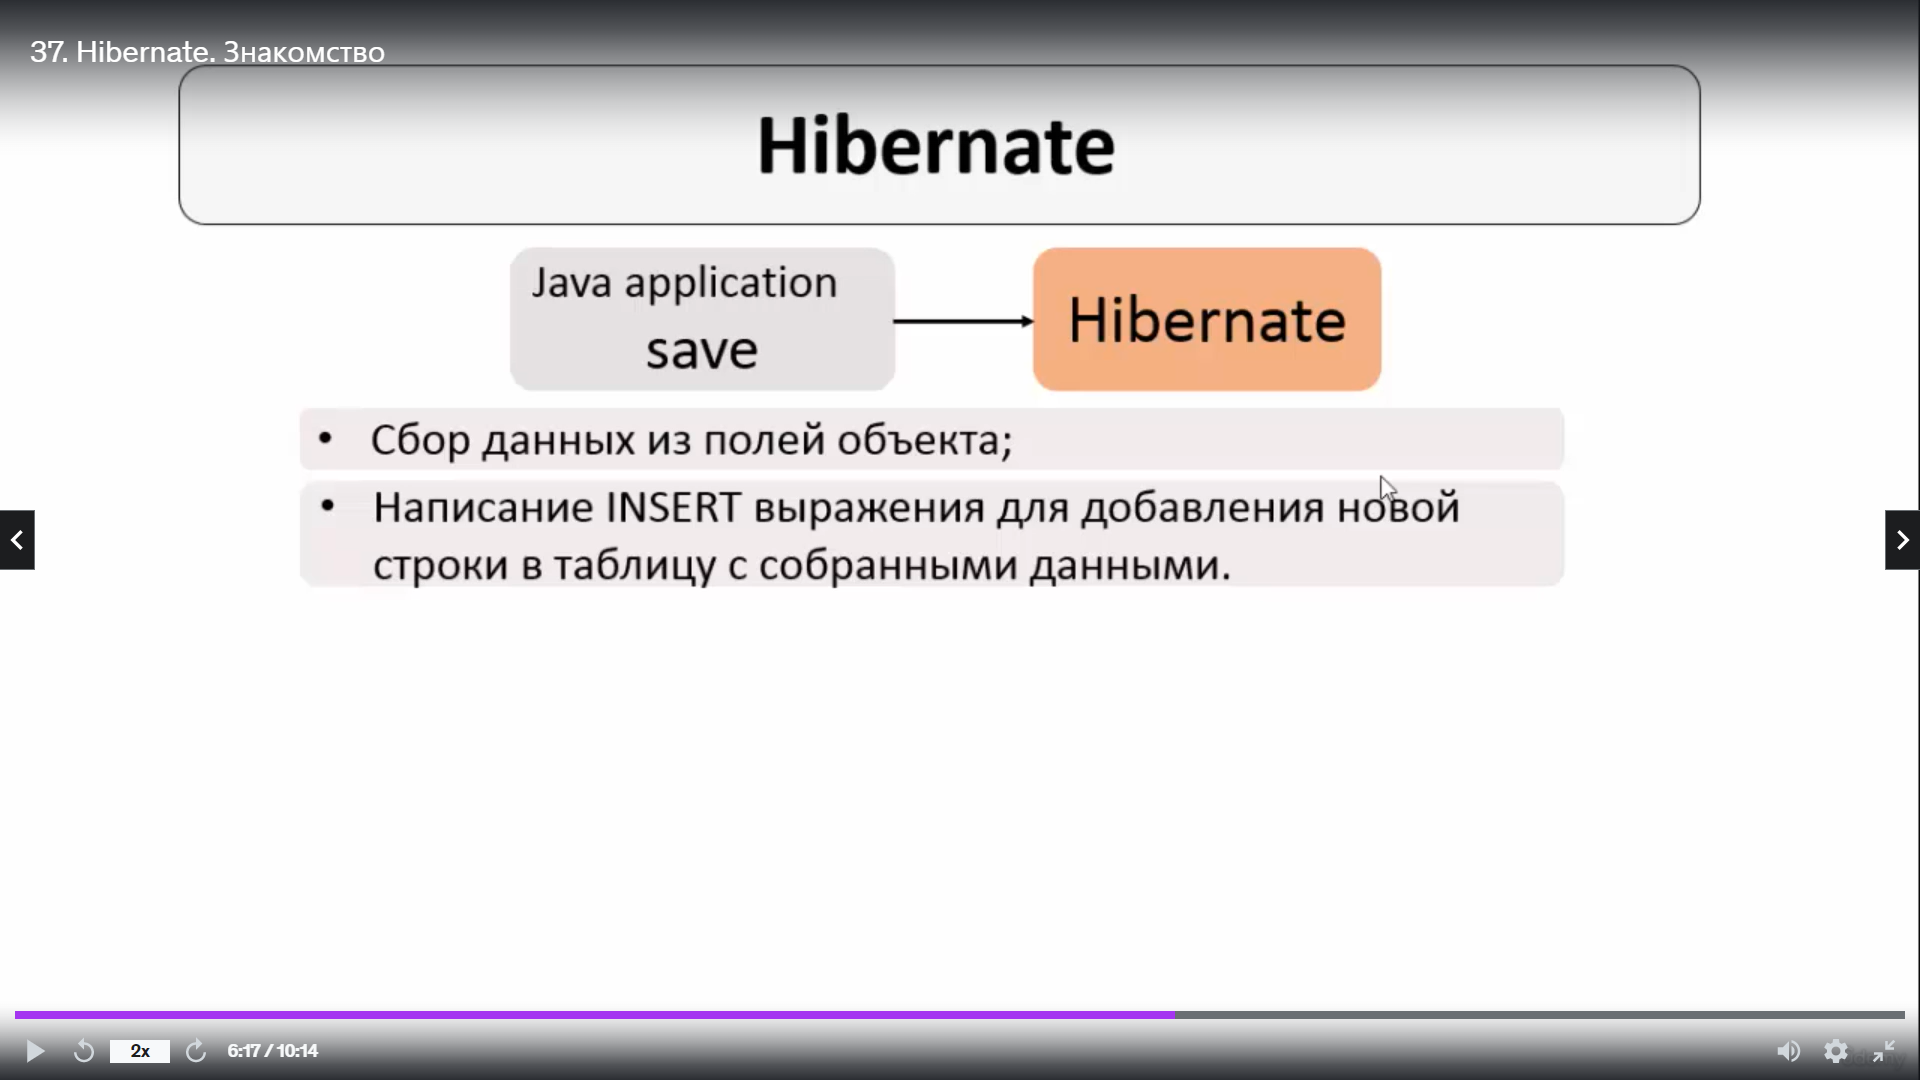 37. Hibernate. Знакомство
Hibernate
Java application
save
Hibernate
• Сбор данных из полей объекта;
• Написание INSERT выражения для добавления новой
строки в таблицу с собранными данными.
2x
6:17 / 10:14